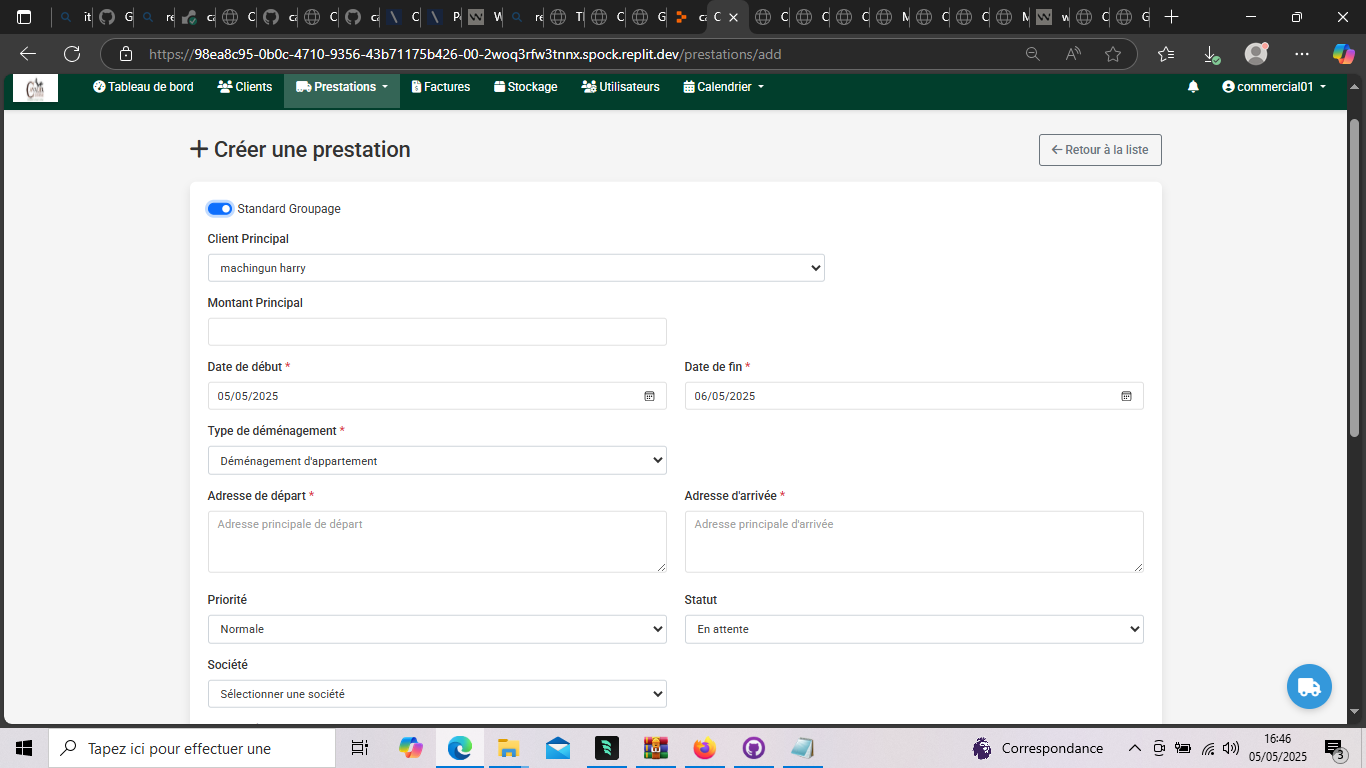 it G re ca C ca C ca C P W re T C G ca C C C C M C C M w C G
https://98ea8c95-0b0c-4710-9356-43b71175b426-00-2woq3rfw3tnnx.spock.replit.dev/prestations/add
Tableau de bord Clients Prestations Factures Stockage Utilisateurs Calendrier commercial01
+ Créer une prestation
← Retour à la liste
Standard Groupage
Client Principal
machingun harry
Montant Principal
Date de début * Date de fin *
05/05/2025 06/05/2025
Type de déménagement *
Déménagement d'appartement
Adresse de départ * Adresse d'arrivée *
Adresse principale de départ Adresse principale d'arrivée
Priorité Statut
Normale En attente
Société
Sélectionner une société
Tapez ici pour effectuer une Correspondance 16:46
05/05/2025 3